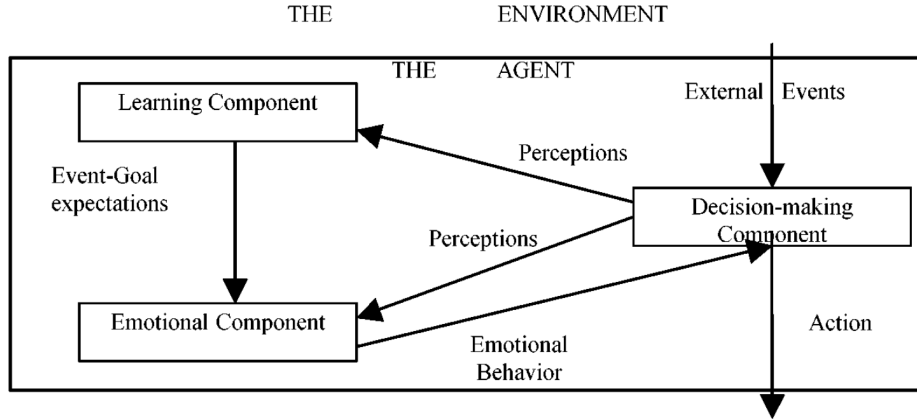 THE ENVIRONMENT
THE AGENT
Learning Component
External Events
Perceptions
Event-Goal
expectations
Decision-making
Component
Perceptions
Emotional Component
Action
Emotional
Behavior